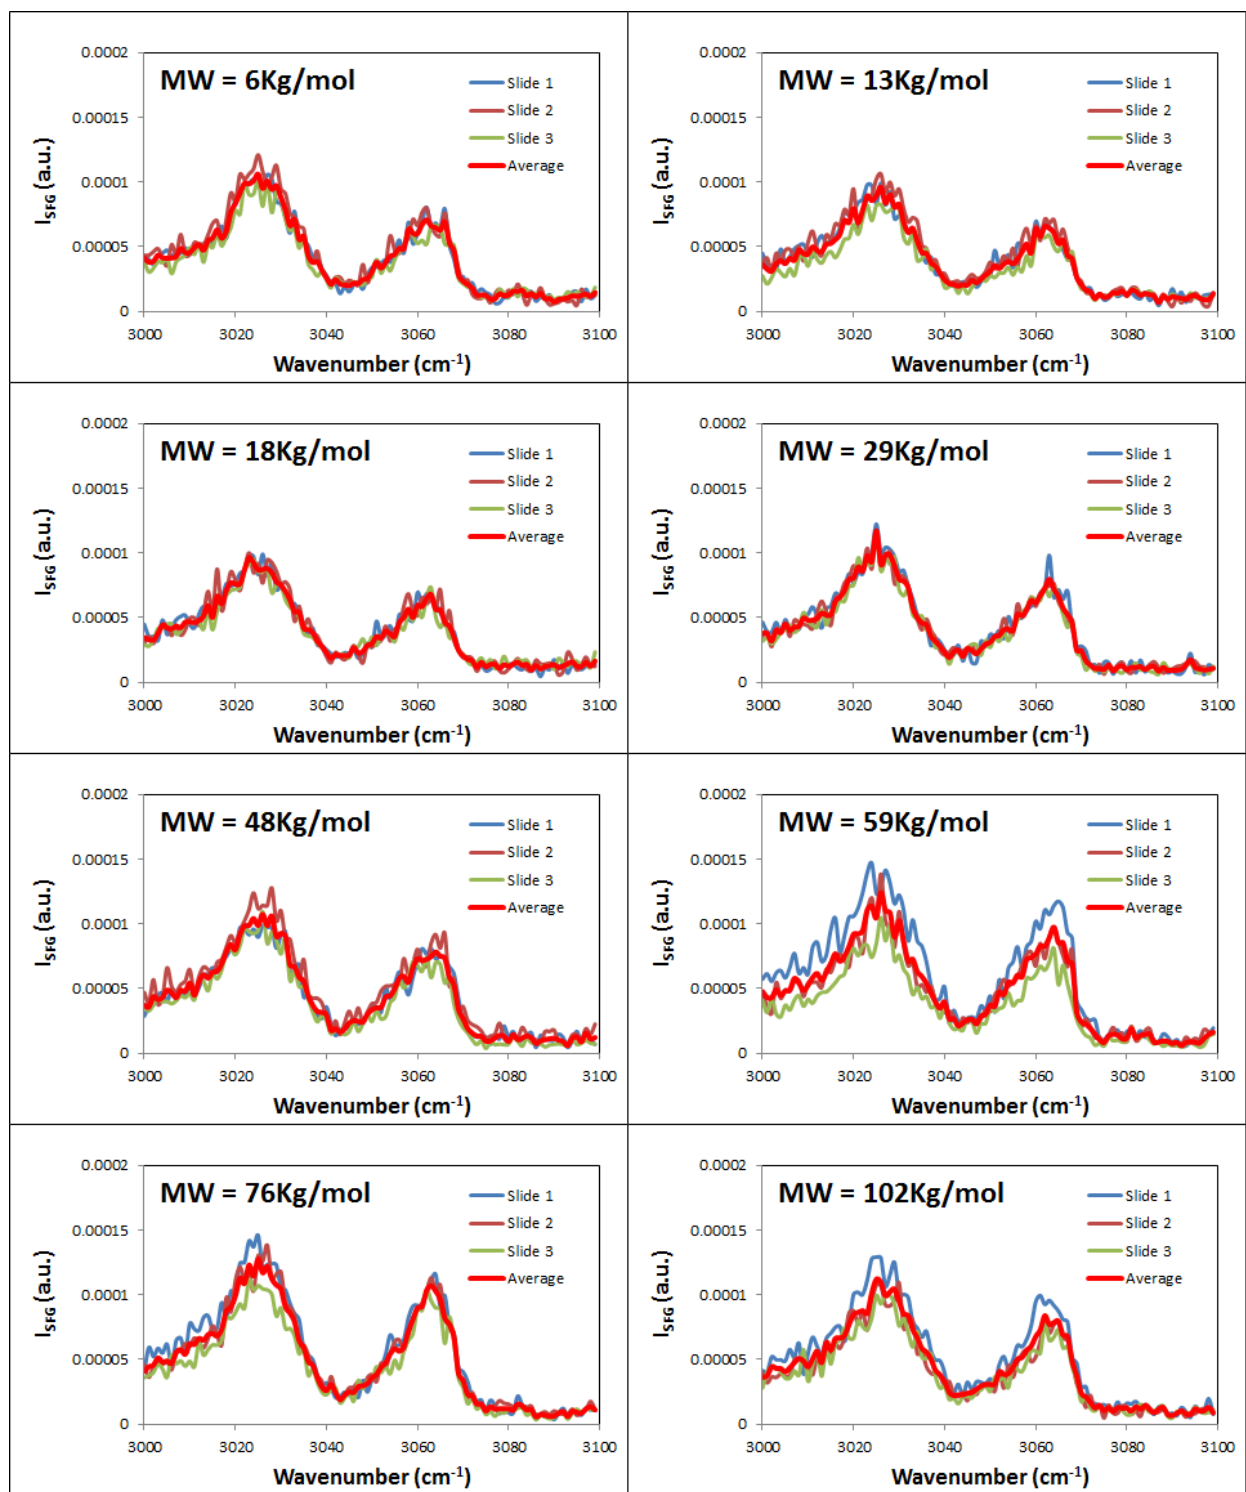 MW = 6Kg/mol
0.0002
0.00015
0.0001
0.00005
0
I_SFG (a.u.)
Slide 1
Slide 2
Slide 3
Average
3000 3020 3040 3060 3080 3100
Wavenumber (cm⁻¹)
MW = 13Kg/mol
0.0002
0.00015
0.0001
0.00005
0
I_SFG (a.u.)
Slide 1
Slide 2
Slide 3
Average
3000 3020 3040 3060 3080 3100
Wavenumber (cm⁻¹)
MW = 18Kg/mol
0.0002
0.00015
0.0001
0.00005
0
I_SFG (a.u.)
Slide 1
Slide 2
Slide 3
Average
3000 3020 3040 3060 3080 3100
Wavenumber (cm⁻¹)
MW = 29Kg/mol
0.0002
0.00015
0.0001
0.00005
0
I_SFG (a.u.)
Slide 1
Slide 2
Slide 3
Average
3000 3020 3040 3060 3080 3100
Wavenumber (cm⁻¹)
MW = 48Kg/mol
0.0002
0.00015
0.0001
0.00005
0
I_SFG (a.u.)
Slide 1
Slide 2
Slide 3
Average
3000 3020 3040 3060 3080 3100
Wavenumber (cm⁻¹)
MW = 59Kg/mol
0.0002
0.00015
0.0001
0.00005
0
I_SFG (a.u.)
Slide 1
Slide 2
Slide 3
Average
3000 3020 3040 3060 3080 3100
Wavenumber (cm⁻¹)
MW = 76Kg/mol
0.0002
0.00015
0.0001
0.00005
0
I_SFG (a.u.)
Slide 1
Slide 2
Slide 3
Average
3000 3020 3040 3060 3080 3100
Wavenumber (cm⁻¹)
MW = 102Kg/mol
0.0002
0.00015
0.0001
0.00005
0
I_SFG (a.u.)
Slide 1
Slide 2
Slide 3
Average
3000 3020 3040 3060 3080 3100
Wavenumber (cm⁻¹)